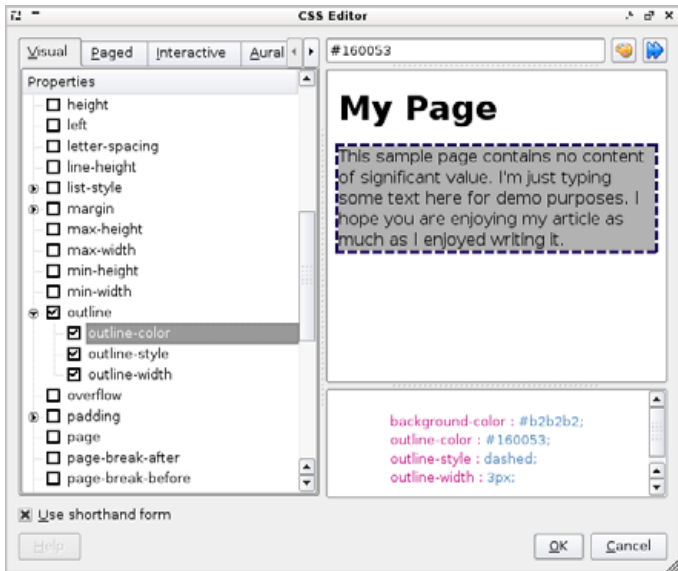 CSS Editor
Visual Paged Interactive Aural
#160053
Properties
height
left
letter-spacing
line-height
list-style
margin
max-height
max-width
min-height
min-width
outline
outline-color
outline-style
outline-width
overflow
padding
page
page-break-after
page-break-before
My Page
This sample page contains no content
of significant value. I'm just typing
some text here for demo purposes. I
hope you are enjoying my article as
much as I enjoyed writing it.
background-color : #b2b2b2;
outline-color : #160053;
outline-style : dashed;
outline-width : 3px;
Use shorthand form
Help
OK
Cancel